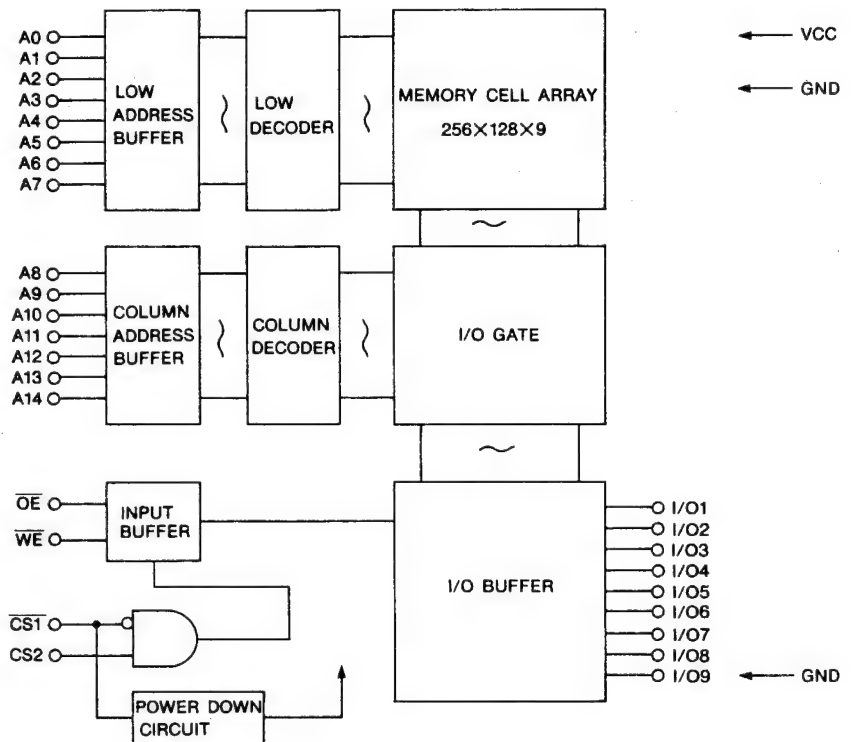 A0
A1
A2
A3
A4
A5
A6
A7
LOW
ADDRESS
BUFFER
LOW
DECODER
MEMORY CELL ARRAY
256×128×9
VCC
GND
A8
A9
A10
A11
A12
A13
A14
COLUMN
ADDRESS
BUFFER
COLUMN
DECODER
I/O GATE
OE
WE
INPUT
BUFFER
CS1
CS2
POWER DOWN
CIRCUIT
I/O BUFFER
I/O1
I/O2
I/O3
I/O4
I/O5
I/O6
I/O7
I/O8
I/O9
GND